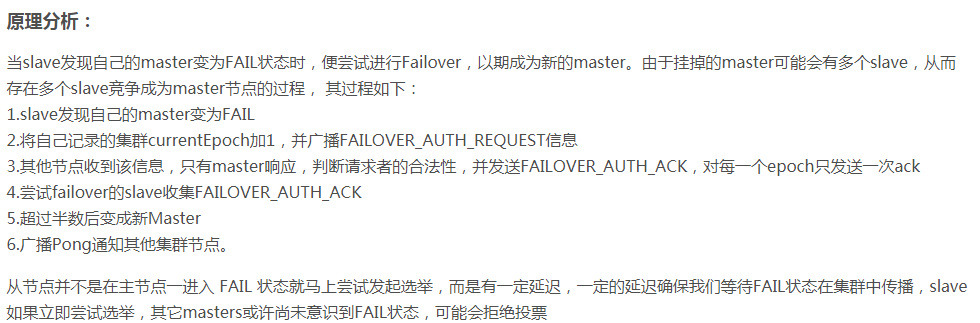 原理分析：
当slave发现自己的master变为FAIL状态时，便尝试进行Failover，以期成为新的master。由于挂掉的master可能会有多个slave，从而
存在多个slave竞争成为master节点的过程， 其过程如下：
1.slave发现自己的master变为FAIL
2.将自己记录的集群currentEpoch加1，并广播FAILOVER_AUTH_REQUEST信息
3.其他节点收到该信息，只有master响应，判断请求者的合法性，并发送FAILOVER_AUTH_ACK，对每一个epoch只发送一次ack
4.尝试failover的slave收集FAILOVER_AUTH_ACK
5.超过半数后变成新Master
6.广播Pong通知其他集群节点。
从节点并不是在主节点一进入 FAIL 状态就马上尝试发起选举，而是有一定延迟，一定的延迟确保我们等待FAIL状态在集群中传播，slave
如果立即尝试选举，其它masters或许尚未意识到FAIL状态，可能会拒绝投票